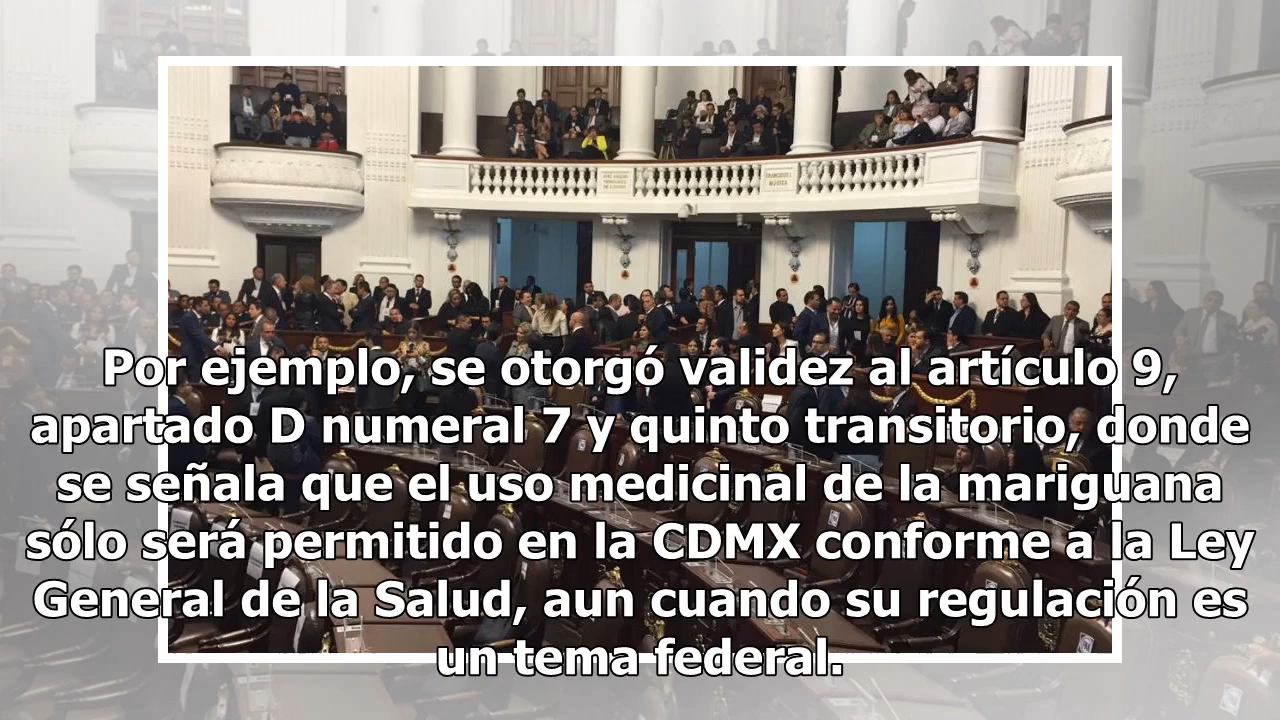 Por ejemplo, se otorgó validez al artículo 9,
apartado D numeral 7 y quinto transitorio, donde
se señala que el uso medicinal de la mariguana
sólo será permitido en la CDMX conforme a la Ley
General de la Salud, aun cuando su regulación es
un tema federal.